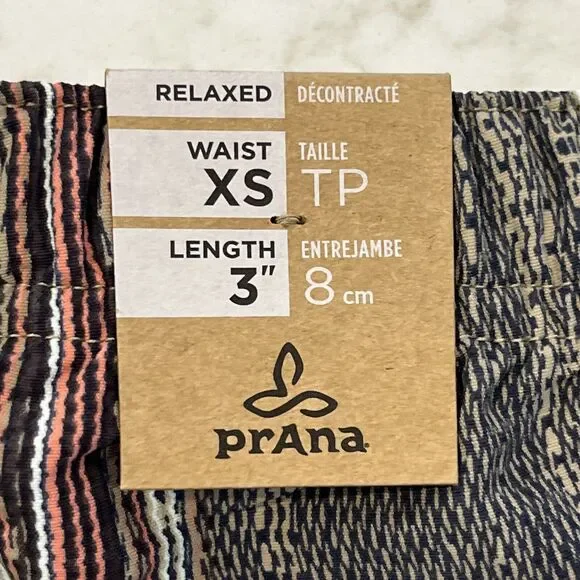 RELAXED DÉCONTRACTÉ
WAIST TAILLE
XS TP
LENGTH ENTREJAMBE
3" 8 cm
prAna